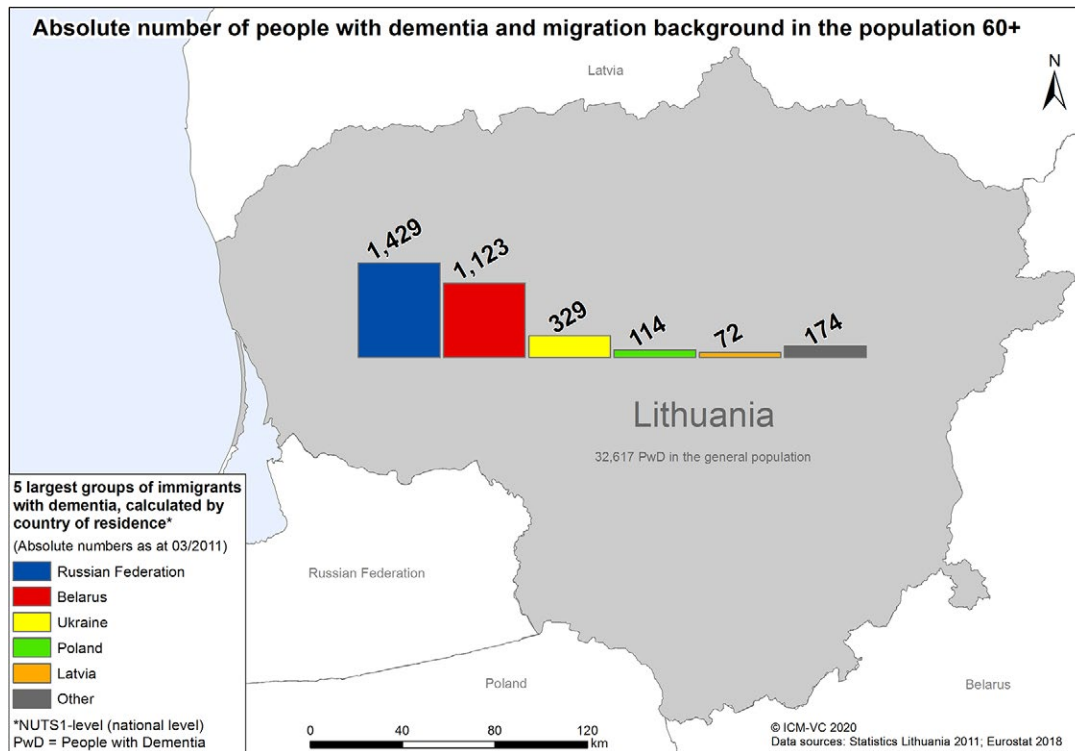 Absolute number of people with dementia and migration background in the population 60+
Latvia
N
1,429
1,123
329
114
72
174
Lithuania
32,617 PwD in the general population
5 largest groups of immigrants
with dementia, calculated by
country of residence*
(Absolute numbers as at 03/2011)
Russian Federation
Belarus
Ukraine
Poland
Latvia
Other
*NUTS1-level (national level)
PwD = People with Dementia
Russian Federation
Poland
Belarus
0 40 80 120
km
© ICM-VC 2020
Data sources: Statistics Lithuania 2011; Eurostat 2018